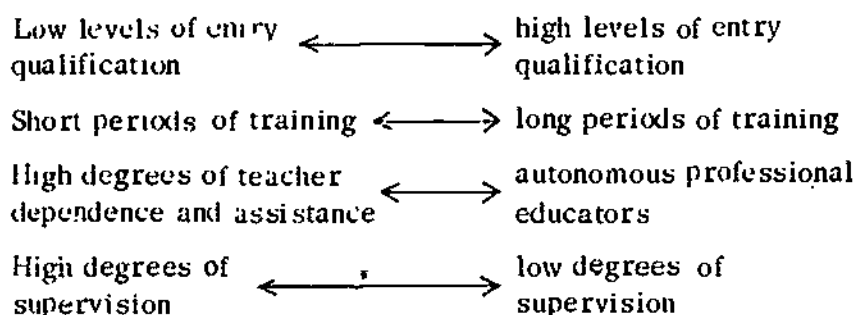 Low levels of entry ⟷ high levels of entry
qualification qualification
Short periods of training ⟷ long periods of training
High degrees of teacher ⟷ autonomous professional
dependence and assistance educators
High degrees of ⟷ low degrees of
supervision supervision